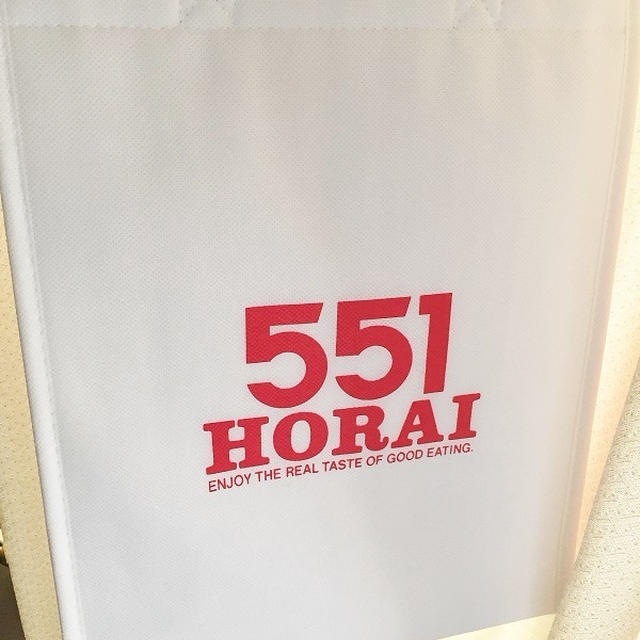 551
HORAI
ENJOY THE REAL TASTE OF GOOD EATING.